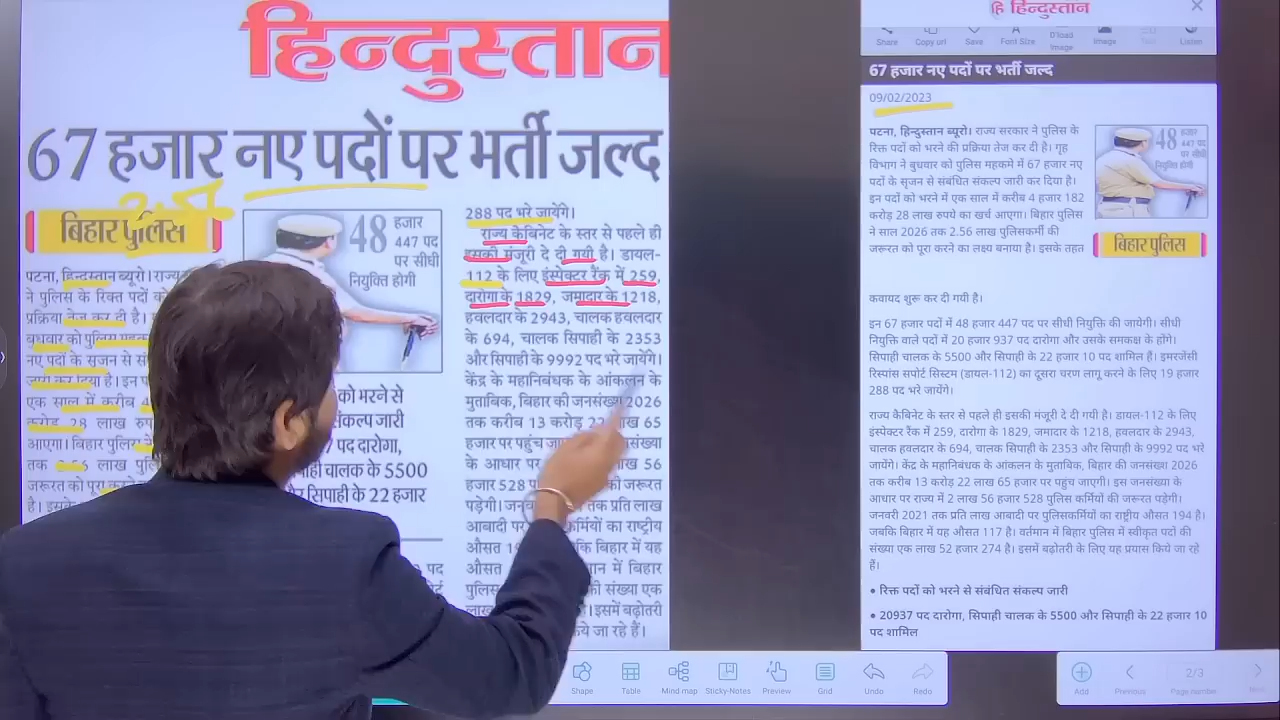 हिन्दुस्तान
67 हजार नए पदों पर भर्ती जल्द
बिहार पुलिस
48 हजार
447 पद
पर सीधी
नियुक्ति होगी
पटना, हिन्दुस्तान ब्यूरो।
ने पुलिस के रिक्त पदों को
प्रक्रिया तेज कर दी है।
बुधवार को पुलिस
नए पदों के सृजन से
जारी कर दिया है। इन
एक साल में करीब 4
करोड़ 28 लाख
आएगा। बिहार पुलिस ने
तक लाख
जरूरत को पूरा
है। इसके
को भरने से
संकल्प जारी
पद दारोगा,
चालक के 5500
सिपाही के 22 हजार
पद
288 पद भरे जायेंगे।
राज्य कैबिनेट के स्तर से पहले ही
इसकी मंजूरी दे दी गयी है। डायल-
112 के लिए इंस्पेक्टर रैंक में 259,
दारोगा के 1829, जमादार के 1218,
हवलदार के 2943, चालक हवलदार
के 694, चालक सिपाही के 2353
और सिपाही के 9992 पद भरे जायेंगे।
केंद्र के महानिबंधक के आंकलन के
मुताबिक, बिहार की जनसंख्या 2026
तक करीब 13 करोड़ 22 लाख 65
हजार पर पहुंच
के आधार पर 56
हजार 528 की जरूरत
पड़ेगी। तक प्रति लाख
आबादी पर का राष्ट्रीय
औसत बिहार में यह
औसत में बिहार
पुलिस की संख्या एक
लाख इसमें बढ़ोतरी
किये जा रहे हैं।
हि हिन्दुस्तान
Share Copy url Save Font Size D'load Image Image Text Listen
67 हजार नए पदों पर भर्ती जल्द
09/02/2023
पटना, हिन्दुस्तान ब्यूरो। राज्य सरकार ने पुलिस के
रिक्त पदों को भरने की प्रक्रिया तेज कर दी है। गृह
विभाग ने बुधवार को पुलिस महकमे में 67 हजार नए
पदों के सृजन से संबंधित संकल्प जारी कर दिया है।
इन पदों को भरने में एक साल में करीब 4 हजार 182
करोड़ 28 लाख रुपये का खर्च आएगा। बिहार पुलिस
ने साल 2026 तक 2.56 लाख पुलिसकर्मी की
जरूरत को पूरा करने का लक्ष्य बनाया है। इसके तहत
48 हजार
447 पद
पर सीधी
नियुक्ति होगी
बिहार पुलिस
कवायद शुरू कर दी गयी है।
इन 67 हजार पदों में 48 हजार 447 पद पर सीधी नियुक्ति की जायेगी। सीधी
नियुक्ति वाले पदों में 20 हजार 937 पद दारोगा और उसके समकक्ष के होंगे।
सिपाही चालक के 5500 और सिपाही के 22 हजार 10 पद शामिल है। इमरजेंसी
रिस्पांस सपोर्ट सिस्टम (डायल-112) का दूसरा चरण लागू करने के लिए 19 हजार
288 पद भरे जायेंगे।
राज्य कैबिनेट के स्तर से पहले ही इसकी मंजूरी दे दी गयी है। डायल-112 के लिए
इंस्पेक्टर रैंक में 259, दारोगा के 1829, जमादार के 1218, हवलदार के 2943,
चालक हवलदार के 694, चालक सिपाही के 2353 और सिपाही के 9992 पद भरे
जायेंगे। केंद्र के महानिबंधक के आंकलन के मुताबिक, बिहार की जनसंख्या 2026
तक करीब 13 करोड़ 22 लाख 65 हजार पर पहुंच जाएगी। इस जनसंख्या के
आधार पर राज्य में 2 लाख 56 हजार 528 पुलिस कर्मियों की जरूरत पड़ेगी।
जनवरी 2021 तक प्रति लाख आबादी पर पुलिसकर्मियों का राष्ट्रीय औसत 194 है।
जबकि बिहार में यह औसत 117 है। वर्तमान में बिहार पुलिस में स्वीकृत पदों की
संख्या एक लाख 52 हजार 274 है। इसमें बढ़ोतरी के लिए यह प्रयास किये जा रहे
हैं।
● रिक्त पदों को भरने से संबंधित संकल्प जारी
● 20937 पद दारोगा, सिपाही चालक के 5500 और सिपाही के 22 हजार 10
पद शामिल
Shape Table Mind map Sticky-Notes Preview Grid Undo Redo
Add Previous 2/3 Page number